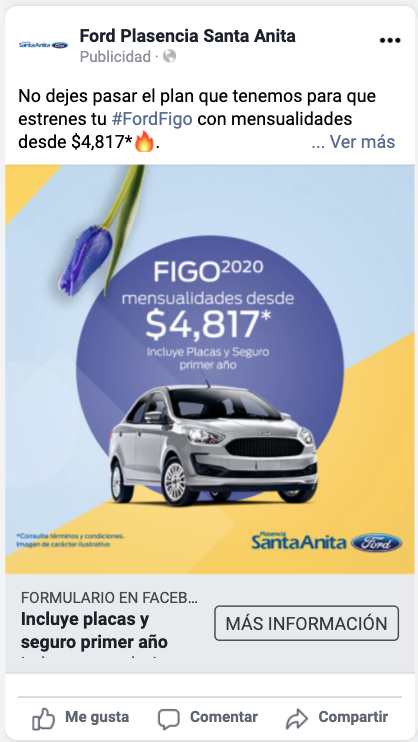 Ford Plasencia Santa Anita
Publicidad ·
No dejes pasar el plan que tenemos para que
estrenes tu #FordFigo con mensualidades
desde $4,817*🔥.
... Ver más
FIGO2020
mensualidades desde
$4,817*
Incluye Placas y Seguro
primer año
*Consulta términos y condiciones.
Imagen de carácter ilustrativo
Plasencia
SantaAnita Ford
FORMULARIO EN FACEB...
Incluye placas y
seguro primer año
MÁS INFORMACIÓN
Me gusta
Comentar
Compartir